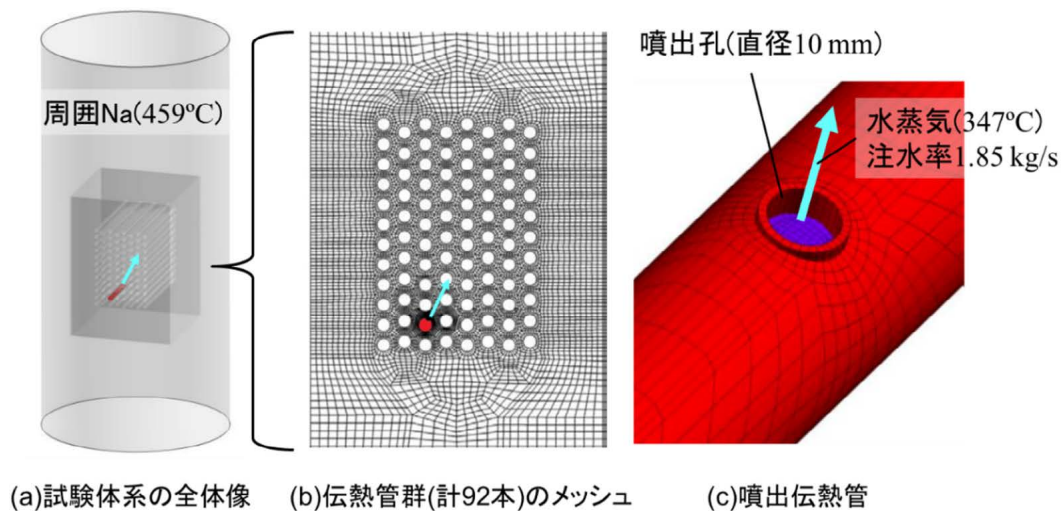 周囲Na(459ºC)
噴出孔(直径10 mm)
水蒸気(347ºC)
注水率1.85 kg/s
(a)試験体系の全体像
(b)伝熱管群(計92本)のメッシュ
(c)噴出伝熱管